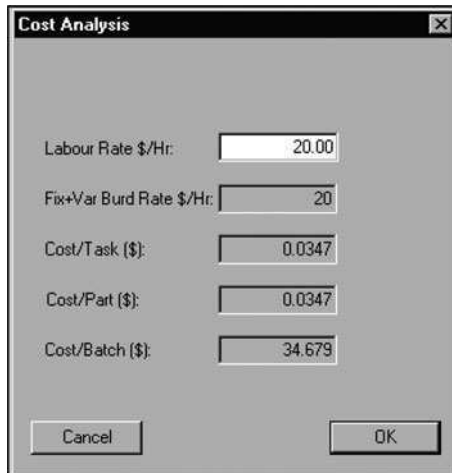 Cost Analysis
Labour Rate $/Hr: 20.00
Fix+Var Burd Rate $/Hr: 20
Cost/Task ($): 0.0347
Cost/Part ($): 0.0347
Cost/Batch ($): 34.679
Cancel OK